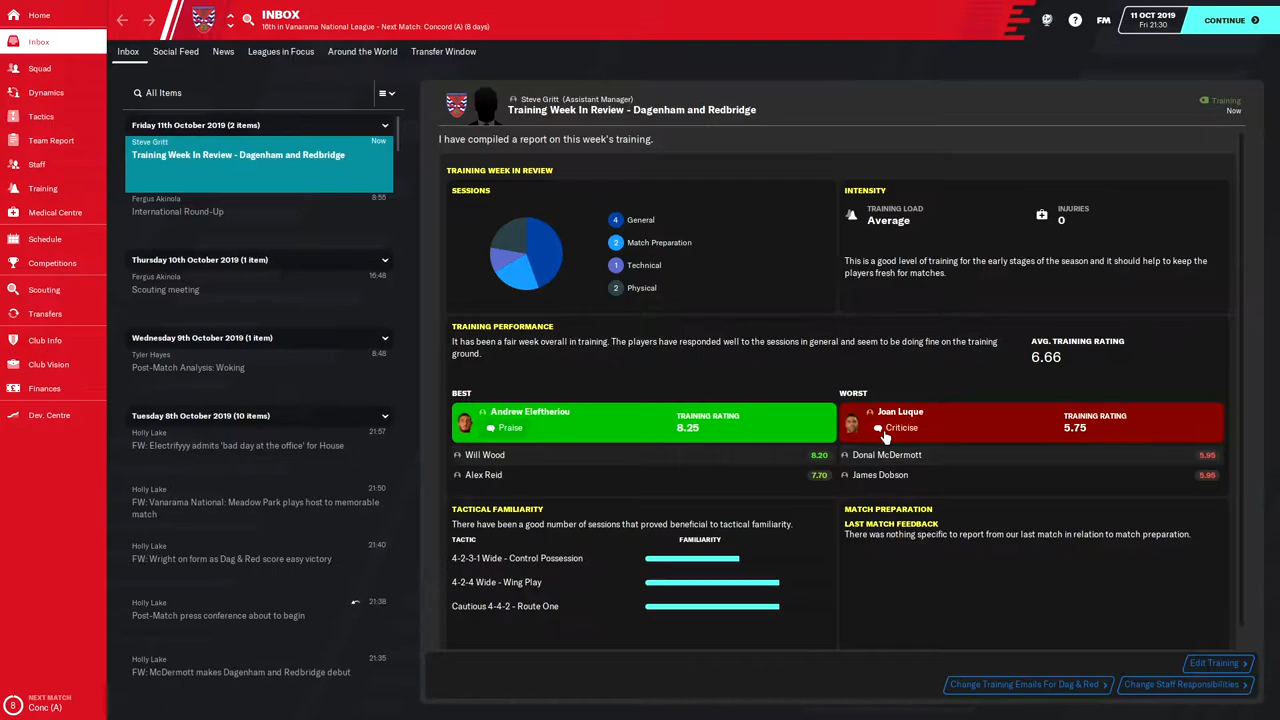 Home
INBOX
10th in Vanarama National League - Next Match: Concord (A) (8 days)
?
FM
11 OCT 2019
Fri 21:30
CONTINUE
Inbox
Squad
Dynamics
Tactics
Team Report
Staff
Training
Medical Centre
Schedule
Competitions
Scouting
Transfers
Club Info
Club Vision
Finances
Dev. Centre
8
NEXT MATCH
Conc (A)
Inbox Social Feed News Leagues in Focus Around the World Transfer Window
All Items
Friday 11th October 2019 (2 items)
Steve Gritt Now
Training Week In Review - Dagenham and Redbridge
Fergus Akinola 8:55
International Round-Up
Thursday 10th October 2019 (1 item)
Fergus Akinola 16:48
Scouting meeting
Wednesday 9th October 2019 (1 item)
Tyler Hayes 8:48
Post-Match Analysis: Woking
Tuesday 8th October 2019 (10 items)
Holly Lake 21:57
FW: Electrifyyy admits 'bad day at the office' for House
Holly Lake 21:50
FW: Vanarama National: Meadow Park plays host to memorable
match
Holly Lake 21:40
FW: Wright on form as Dag & Red score easy victory
Holly Lake 21:38
Post-Match press conference about to begin
Holly Lake 21:35
FW: McDermott makes Dagenham and Redbridge debut
Steve Gritt (Assistant Manager)
Training Week In Review - Dagenham and Redbridge
Training
Now
I have compiled a report on this week's training.
TRAINING WEEK IN REVIEW
SESSIONS
4 General
2 Match Preparation
1 Technical
2 Physical
INTENSITY
TRAINING LOAD
Average
INJURIES
0
This is a good level of training for the early stages of the season and it should help to keep the
players fresh for matches.
TRAINING PERFORMANCE
It has been a fair week overall in training. The players have responded well to the sessions in general and seem to be doing fine on the training
ground.
AVG. TRAINING RATING
6.66
BEST
Andrew Eleftheriou
Praise
TRAINING RATING
8.25
Will Wood 8.20
Alex Reid 7.70
WORST
Joan Luque
Criticise
TRAINING RATING
5.75
Donal McDermott 5.95
James Dobson 5.95
TACTICAL FAMILIARITY
There have been a good number of sessions that proved beneficial to tactical familiarity.
TACTIC FAMILIARITY
4-2-3-1 Wide - Control Possession
4-2-4 Wide - Wing Play
Cautious 4-4-2 - Route One
MATCH PREPARATION
LAST MATCH FEEDBACK
There was nothing specific to report from our last match in relation to match preparation.
Edit Training
Change Training Emails For Dag & Red
Change Staff Responsibilities